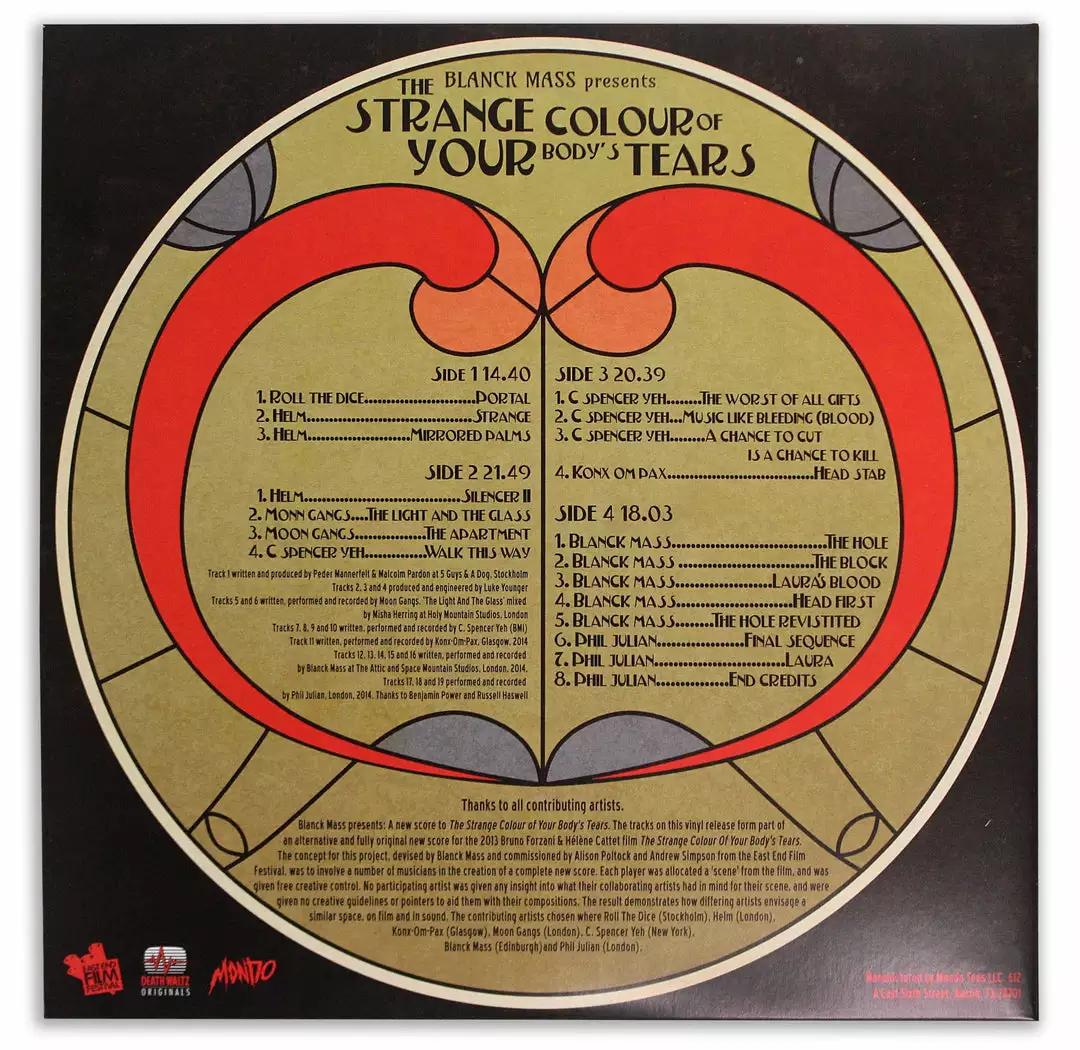 BLANCK MASS presents
THE STRANGE COLOUR OF
YOUR BODY'S TEARS
SIDE 1 14.40
1. ROLL THE DICE........................PORTAL
2. HELM....................................STRANGE
3. HELM......................MIRRORED PALMS
SIDE 2 21.49
1. HELM..................................SILENCER II
2. MONN GANGS....THE LIGHT AND THE GLASS
3. MOON GANGS...............THE APARTMENT
4. C SPENCER YEH.............WALK THIS WAY
Track 1 written and produced by Peder Mannerfelt & Malcolm Pardon at 5 Guys & A Dog, Stockholm
Tracks 2, 3 and 4 produced and engineered by Luke Younger
Tracks 5 and 6 written, performed and recorded by Moon Gangs. 'The Light And The Glass' mixed
by Misha Herring at Holy Mountain Studios, London
Tracks 7, 8, 9 and 10 written, performed and recorded by C. Spencer Yeh (BMI)
Track 11 written, performed and recorded by Konx-Om-Pax, Glasgow, 2014
Tracks 12, 13, 14, 15 and 16 written, performed and recorded
by Blanck Mass at The Attic and Space Mountain Studios, London, 2014.
Tracks 17, 18 and 19 performed and recorded
by Phil Julian, London, 2014. Thanks to Benjamin Power and Russell Haswell
SIDE 3 20.39
1. C SPENCER YEH.......THE WORST OF ALL GIFTS
2. C SPENCER YEH...MUSIC LIKE BLEEDING (BLOOD)
3. C SPENCER YEH........A CHANCE TO CUT
IS A CHANCE TO KILL
4. KONX OM PAX................................HEAD STAB
SIDE 4 18.03
1. BLANCK MASS.................................THE HOLE
2. BLANCK MASS .............................THE BLOCK
3. BLANCK MASS.....................LAURA'S BLOOD
4. BLANCK MASS.........................HEAD FIRST
5. BLANCK MASS........THE HOLE REVISTITED
6. PHIL JULIAN...................FINAL SEQUENCE
7. PHIL JULIAN............................LAURA
8. PHIL JULIAN................END CREDITS
Thanks to all contributing artists.
Blanck Mass presents: A new score to The Strange Colour of Your Body's Tears. The tracks on this vinyl release form part of
an alternative and fully original new score for the 2013 Bruno Forzani & Hélène Cattet film The Strange Colour Of Your Body's Tears.
The concept for this project, devised by Blanck Mass and commissioned by Alison Poltock and Andrew Simpson from the East End Film
Festival, was to involve a number of musicians in the creation of a complete new score. Each player was allocated a 'scene' from the film, and was
given free creative control. No participating artist was given any insight into what their collaborating artists had in mind for their scene, and were
given no creative guidelines or pointers to aid them with their compositions. The result demonstrates how differing artists envisage a
similar space, on film and in sound. The contributing artists chosen where Roll The Dice (Stockholm), Helm (London),
Konx-Om-Pax (Glasgow), Moon Gangs (London), C. Spencer Yeh (New York),
Blanck Mass (Edinburgh)and Phil Julian (London).
EAST END
FILM
FESTIVAL
DEATH WALTZ
ORIGINALS
MONDO
Manufactured by Mondo Tees LLC. 612
A East Sixth Street, Austin, TX 78701